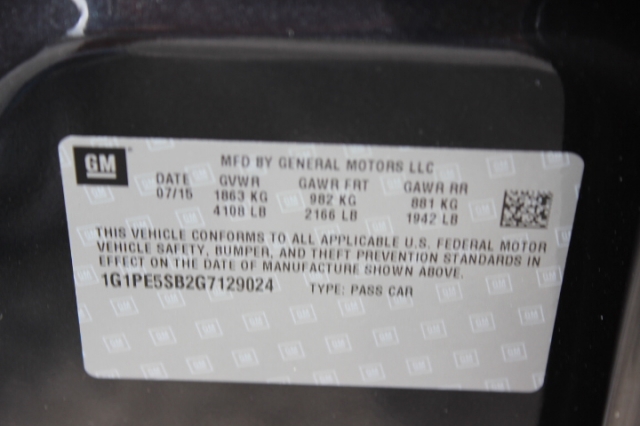 GM
MFD BY GENERAL MOTORS LLC
DATE GVWR GAWR FRT GAWR RR
07/15 1863 KG 982 KG 881 KG
4108 LB 2166 LB 1942 LB
THIS VEHICLE CONFORMS TO ALL APPLICABLE U.S. FEDERAL MOTOR
VEHICLE SAFETY, BUMPER, AND THEFT PREVENTION STANDARDS IN
EFFECT ON THE DATE OF MANUFACTURE SHOWN ABOVE.
1G1PE5SB2G7129024 TYPE: PASS CAR